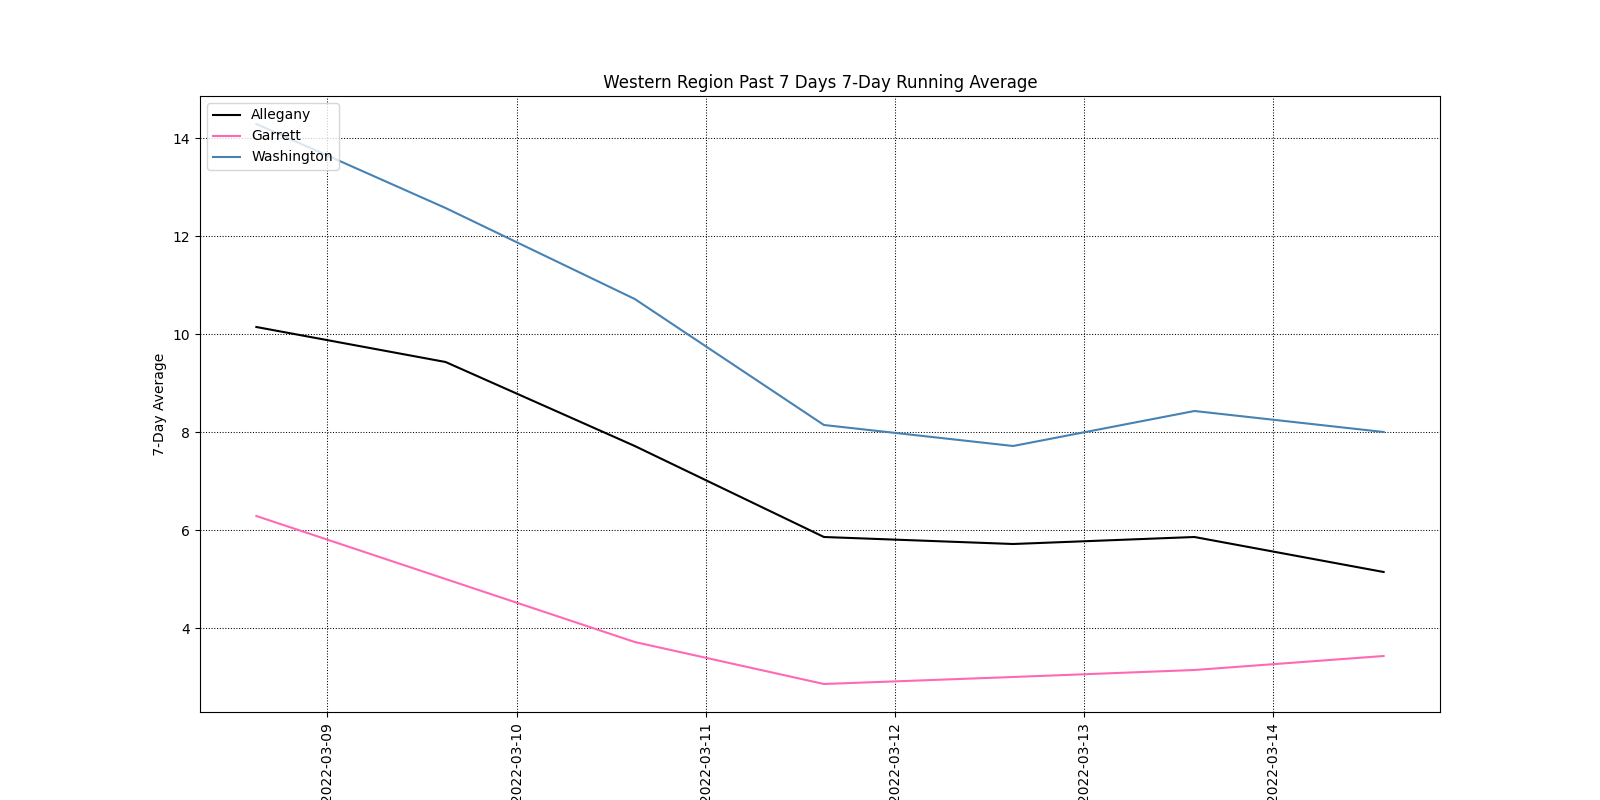 Western Region Past 7 Days 7-Day Running Average
Allegany
Garrett
Washington
7-Day Average
14
12
10
8
6
4
2022-03-09
2022-03-10
2022-03-11
2022-03-12
2022-03-13
2022-03-14